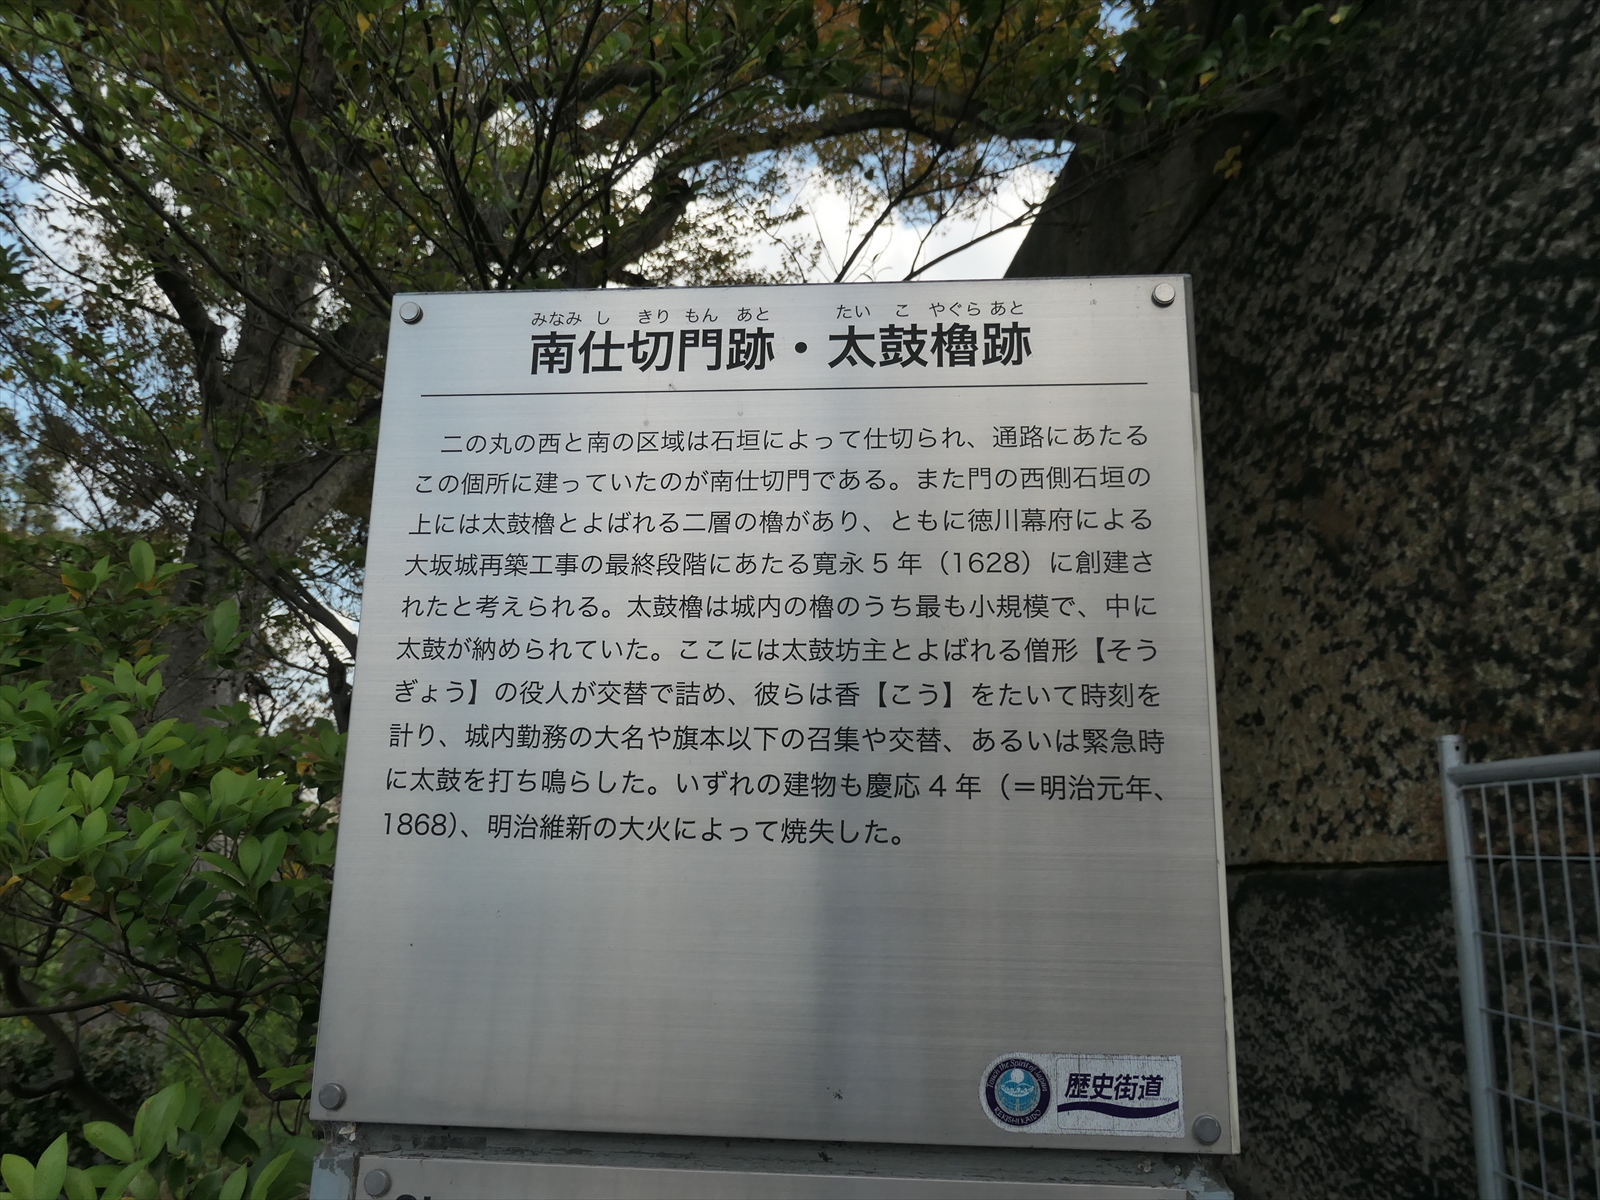 みなみ し きり もん あと たい こ やぐら あと
南仕切門跡・太鼓櫓跡
二の丸の西と南の区域は石垣によって仕切られ、通路にあたる
この個所に建っていたのが南仕切門である。また門の西側石垣の
上には太鼓櫓とよばれる二層の櫓があり、ともに徳川幕府による
大坂城再築工事の最終段階にあたる寛永5年（1628）に創建さ
れたと考えられる。太鼓櫓は城内の櫓のうち最も小規模で、中に
太鼓が納められていた。ここには太鼓坊主とよばれる僧形【そう
ぎょう】の役人が交替で詰め、彼らは香【こう】をたいて時刻を
計り、城内勤務の大名や旗本以下の召集や交替、あるいは緊急時
に太鼓を打ち鳴らした。いずれの建物も慶応4年（＝明治元年、
1868）、明治維新の大火によって焼失した。
Touch the Spirit of Japan
REKISHI KAIDO
歴史街道